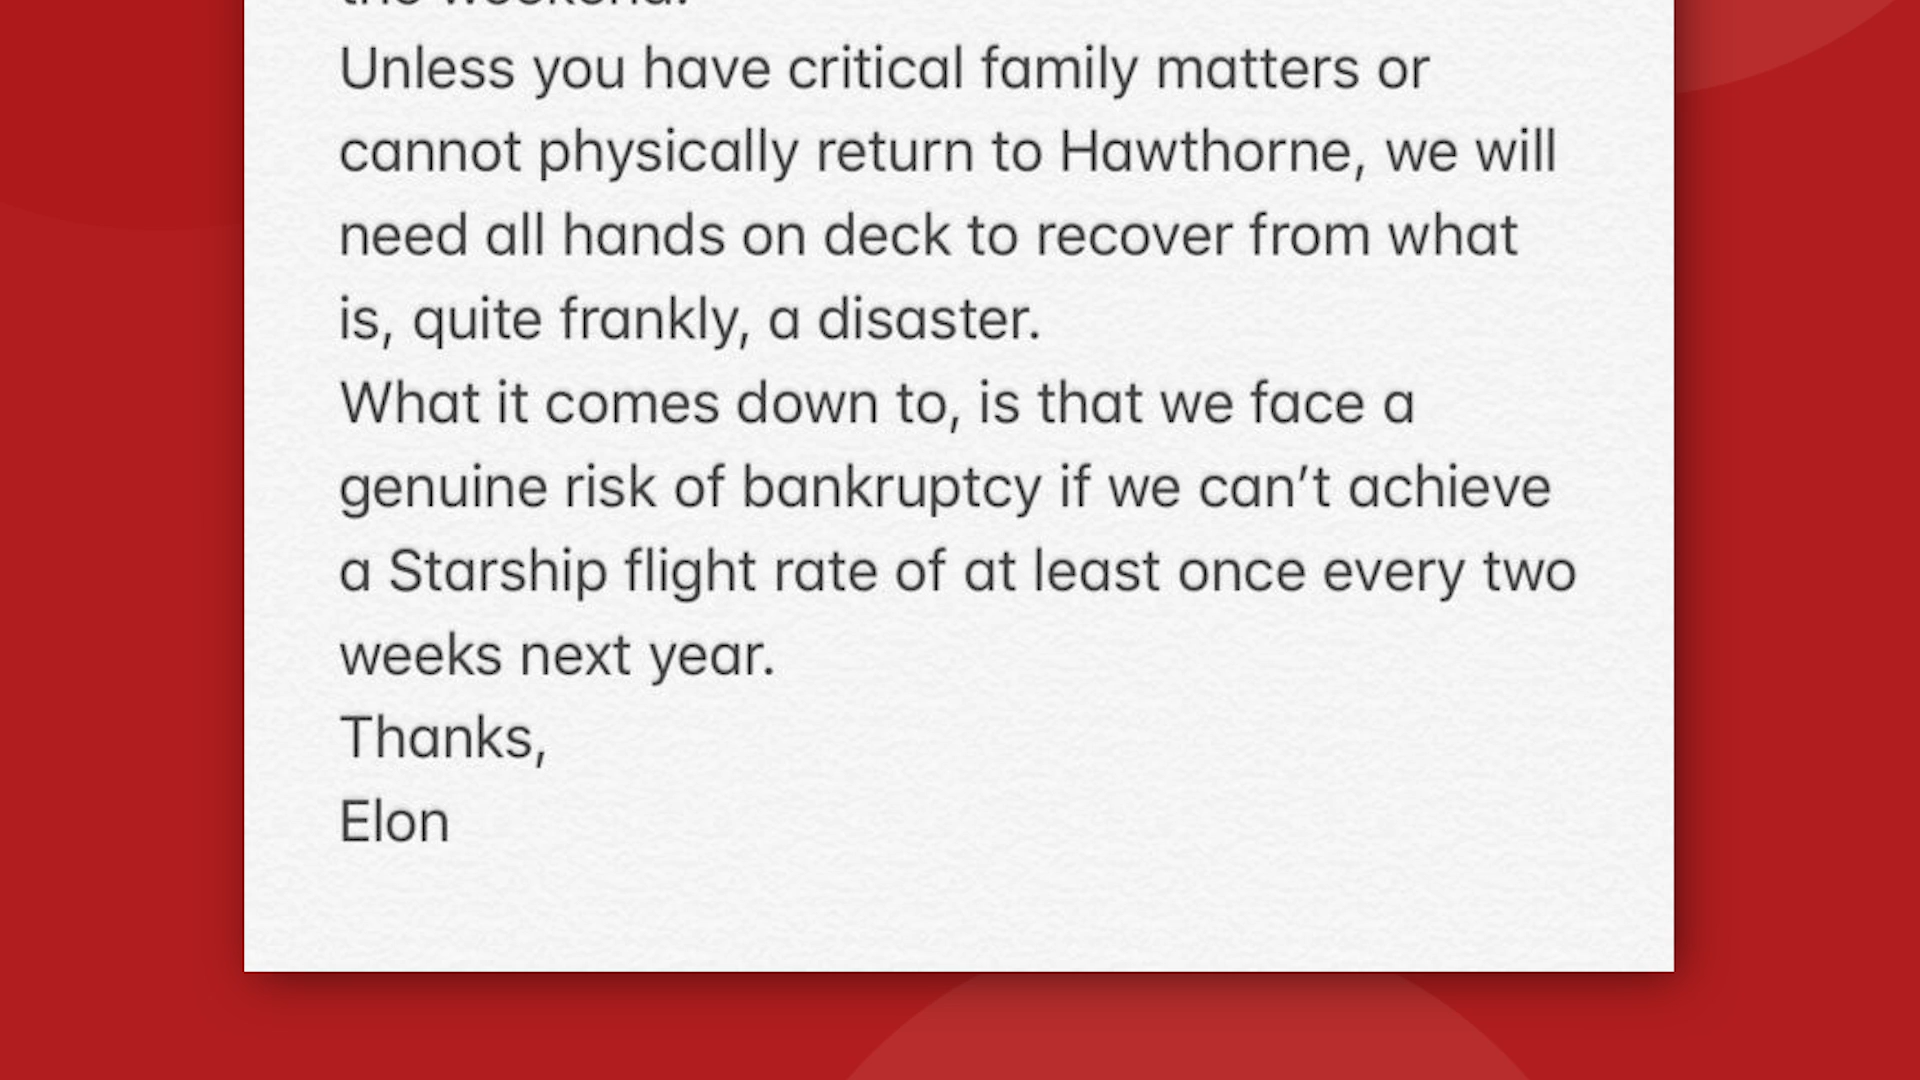 the weekend.
Unless you have critical family matters or
cannot physically return to Hawthorne, we will
need all hands on deck to recover from what
is, quite frankly, a disaster.
What it comes down to, is that we face a
genuine risk of bankruptcy if we can’t achieve
a Starship flight rate of at least once every two
weeks next year.
Thanks,
Elon